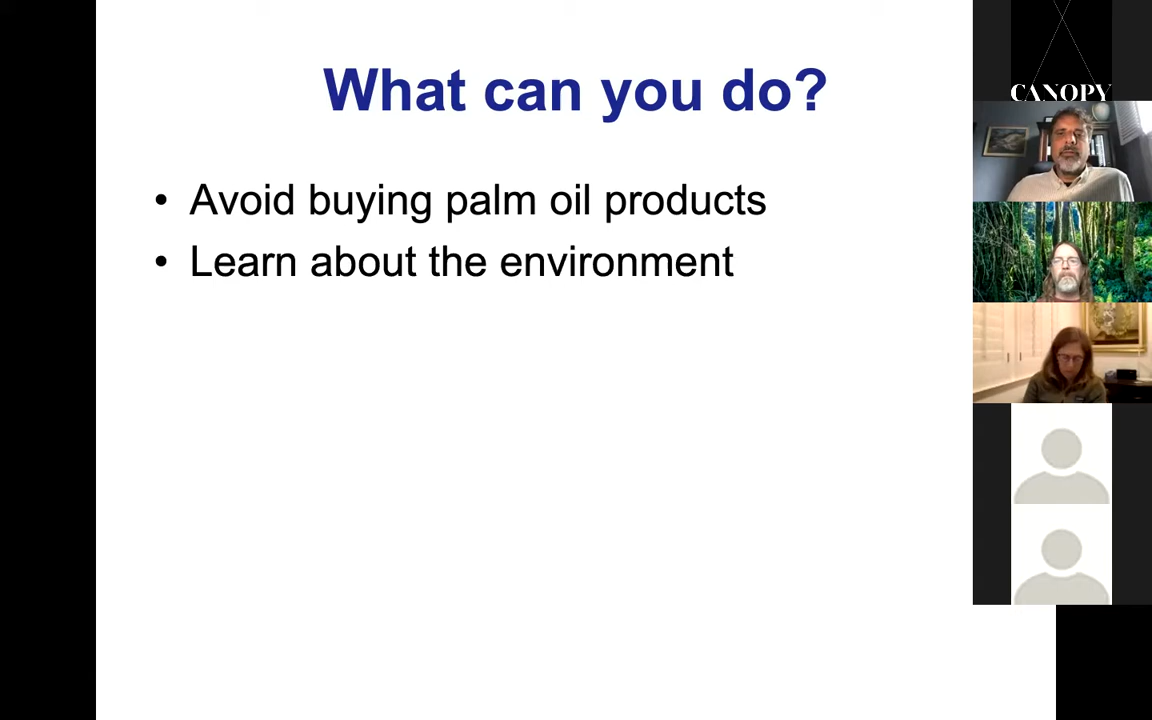 What can you do?
• Avoid buying palm oil products
• Learn about the environment
CANOPY